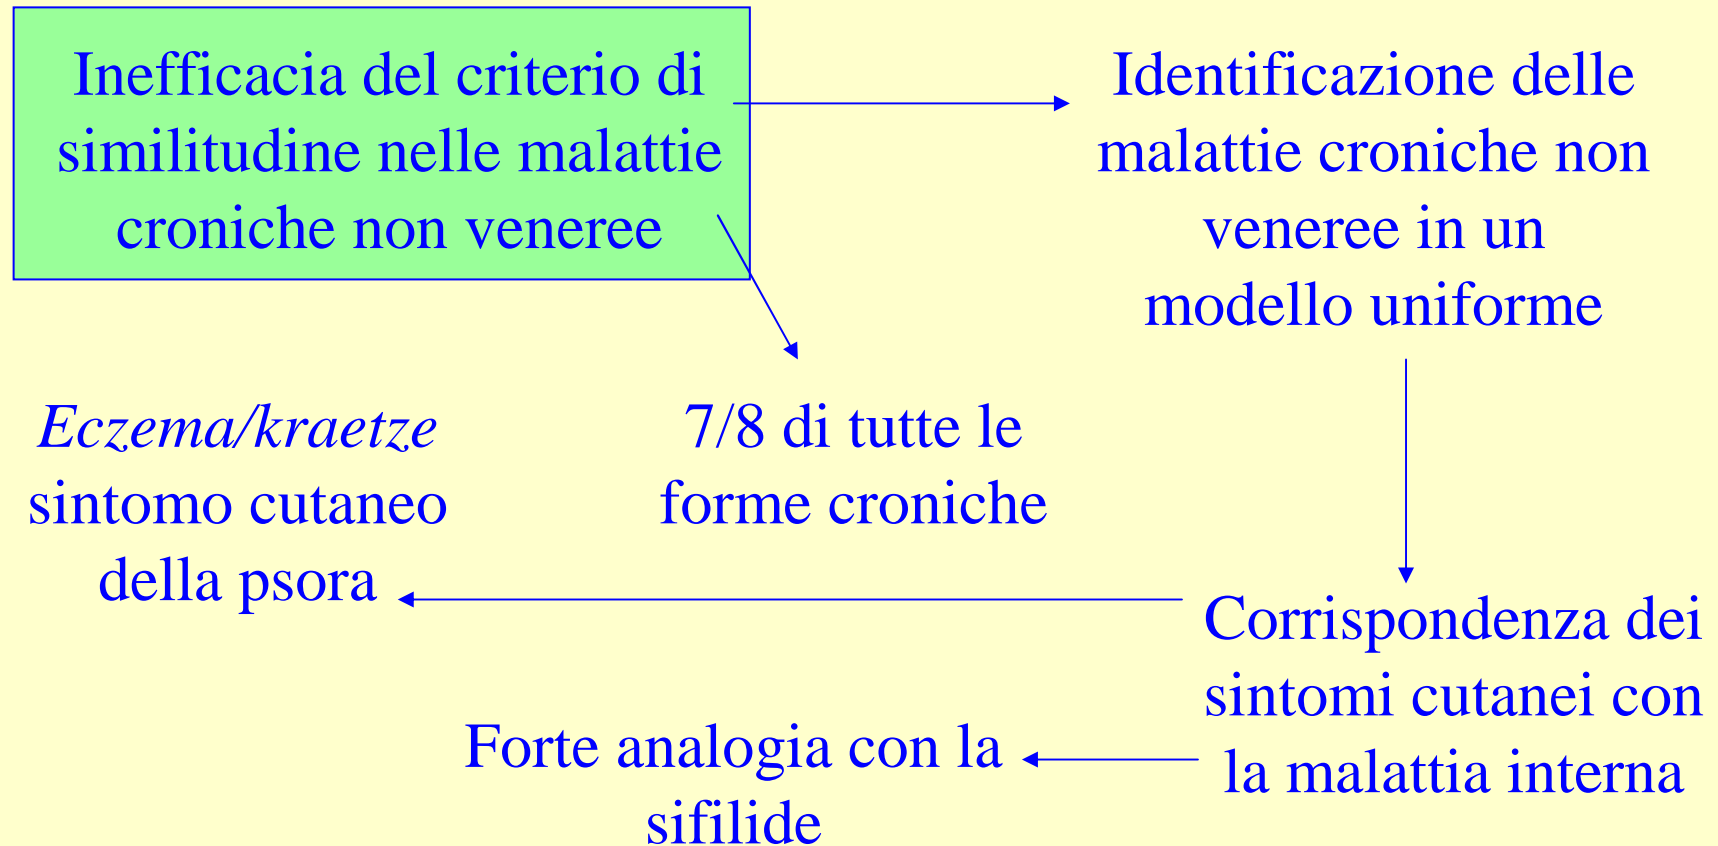 Inefficacia del criterio di
similitudine nelle malattie
croniche non veneree
Identificazione delle
malattie croniche non
veneree in un
modello uniforme
Eczema/kraetze
sintomo cutaneo
della psora
7/8 di tutte le
forme croniche
Corrispondenza dei
sintomi cutanei con
la malattia interna
Forte analogia con la
sifilide